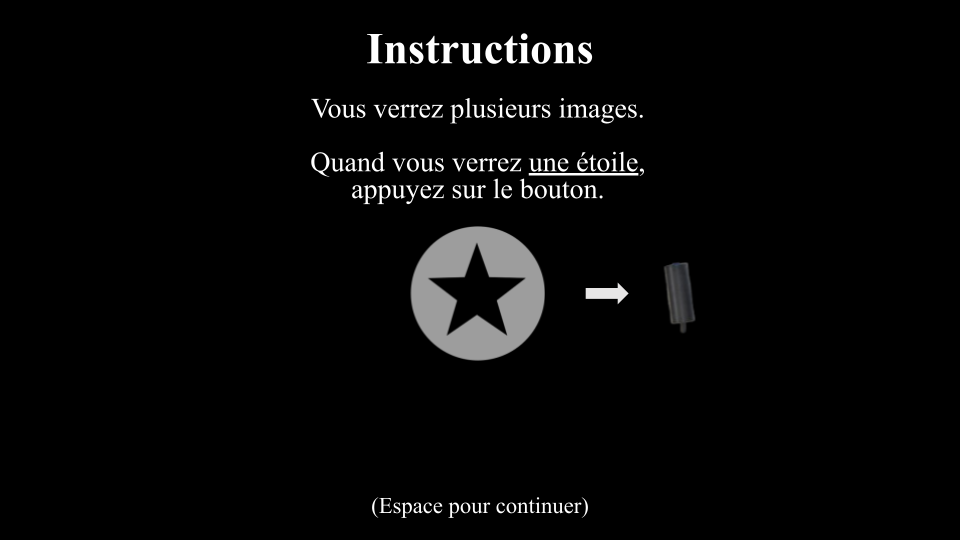 Instructions
Vous verrez plusieurs images.
Quand vous verrez une étoile,
appuyez sur le bouton.
(Espace pour continuer)